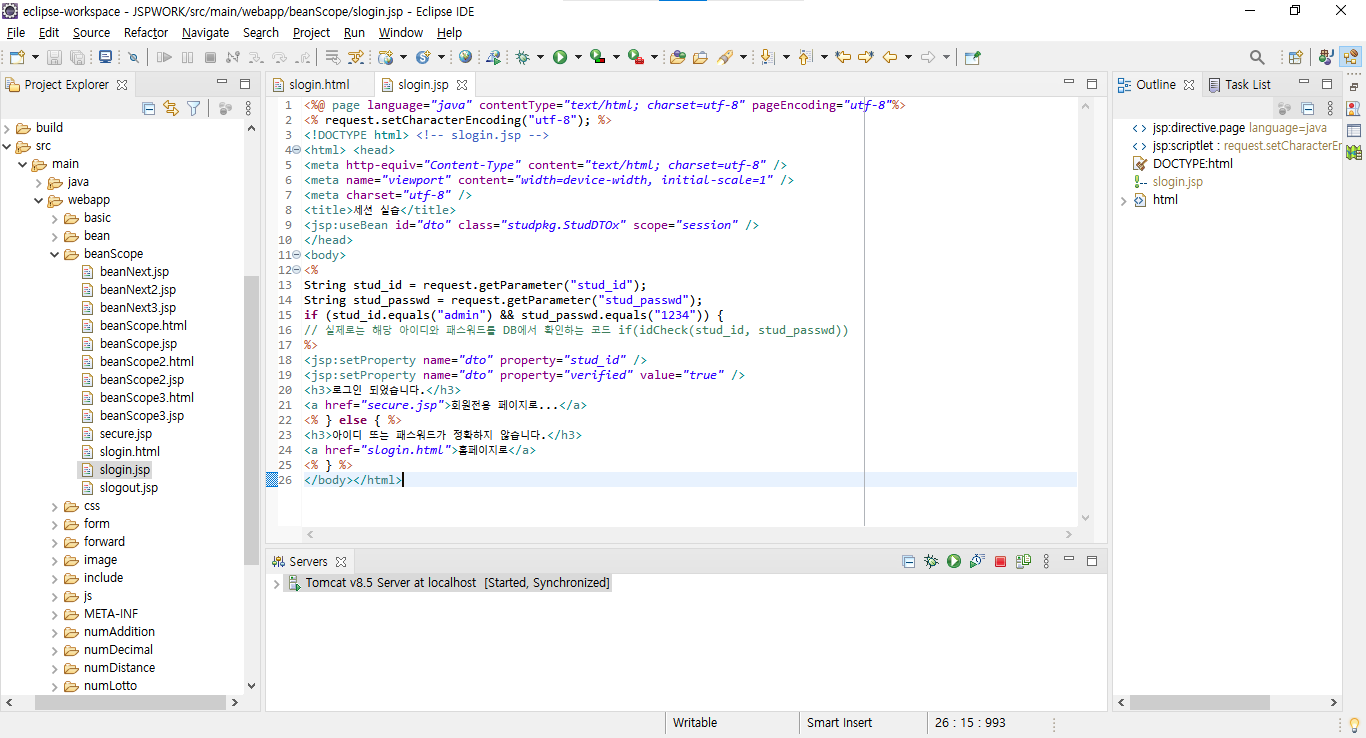 eclipse-workspace - JSPWORK/src/main/webapp/beanScope/slogin.jsp - Eclipse IDE
File Edit Source Refactor Navigate Search Project Run Window Help
Project Explorer
build
src
main
java
webapp
basic
bean
beanScope
beanNext.jsp
beanNext2.jsp
beanNext3.jsp
beanScope.html
beanScope.jsp
beanScope2.html
beanScope2.jsp
beanScope3.html
beanScope3.jsp
secure.jsp
slogin.html
slogin.jsp
slogout.jsp
css
form
forward
image
include
js
META-INF
numAddition
numDecimal
numDistance
numLotto
slogin.html slogin.jsp
1 <%@ page language="java" contentType="text/html; charset=utf-8" pageEncoding="utf-8"%>
2 <% request.setCharacterEncoding("utf-8"); %>
3 <!DOCTYPE html> <!-- slogin.jsp -->
4 <html> <head>
5 <meta http-equiv="Content-Type" content="text/html; charset=utf-8" />
6 <meta name="viewport" content="width=device-width, initial-scale=1" />
7 <meta charset="utf-8" />
8 <title>세션 실습</title>
9 <jsp:useBean id="dto" class="studpkg.StudDTOx" scope="session" />
10 </head>
11 <body>
12 <%
13 String stud_id = request.getParameter("stud_id");
14 String stud_passwd = request.getParameter("stud_passwd");
15 if (stud_id.equals("admin") && stud_passwd.equals("1234")) {
16 // 실제로는 해당 아이디와 패스워드를 DB에서 확인하는 코드 if(idCheck(stud_id, stud_passwd))
17 %>
18 <jsp:setProperty name="dto" property="stud_id" />
19 <jsp:setProperty name="dto" property="verified" value="true" />
20 <h3>로그인 되었습니다.</h3>
21 <a href="secure.jsp">회원전용 페이지로...</a>
22 <% } else { %>
23 <h3>아이디 또는 패스워드가 정확하지 않습니다.</h3>
24 <a href="slogin.html">홈페이지로</a>
25 <% } %>
26 </body></html>
Servers
Tomcat v8.5 Server at localhost [Started, Synchronized]
Outline Task List
jsp:directive.page language=java
jsp:scriptlet : request.setCharacterEr
DOCTYPE:html
slogin.jsp
html
Writable Smart Insert 26 : 15 : 993